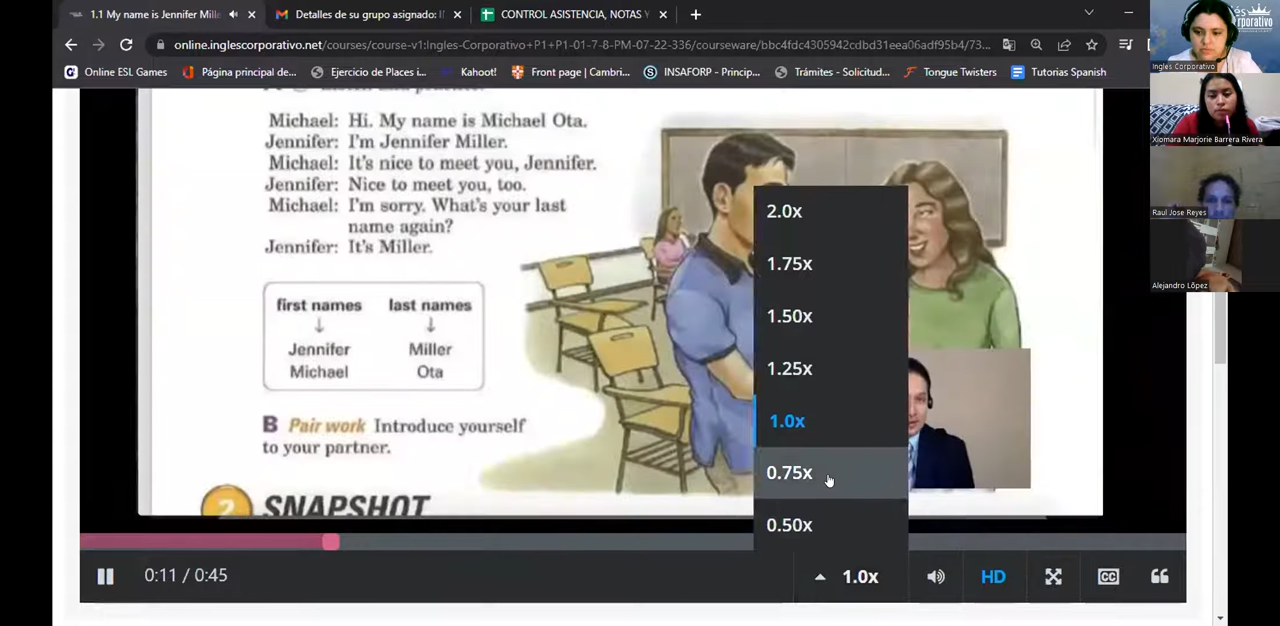 1.1 My name is Jennifer Mille
Detalles de su grupo asignado: I
CONTROL ASISTENCIA, NOTAS Y
online.inglescorporativo.net/courses/course-v1:Ingles-Corporativo+P1+P1-01-7-8-PM-07-22-336/courseware/bbc4fdc4305942cdbd31eea06adf95b4/73...
Online ESL Games
Página principal de...
Ejercicio de Places i...
Kahoot!
Front page | Cambri...
INSAFORP - Princip...
Trámites - Solicitud...
Tongue Twisters
Tutorias Spanish
Ingles Corporativo
Xiomara Marjorie Barrera Rivera
Raul Jose Reyes
Alejandro López
Michael: Hi. My name is Michael Ota.
Jennifer: I'm Jennifer Miller.
Michael: It's nice to meet you, Jennifer.
Jennifer: Nice to meet you, too.
Michael: I'm sorry. What's your last
name again?
Jennifer: It's Miller.
first names last names
Jennifer Miller
Michael Ota
B Pair work Introduce yourself
to your partner.
2 SNAPSHOT
2.0x
1.75x
1.50x
1.25x
1.0x
0.75x
0.50x
0:11 / 0:45
1.0x
HD
CC